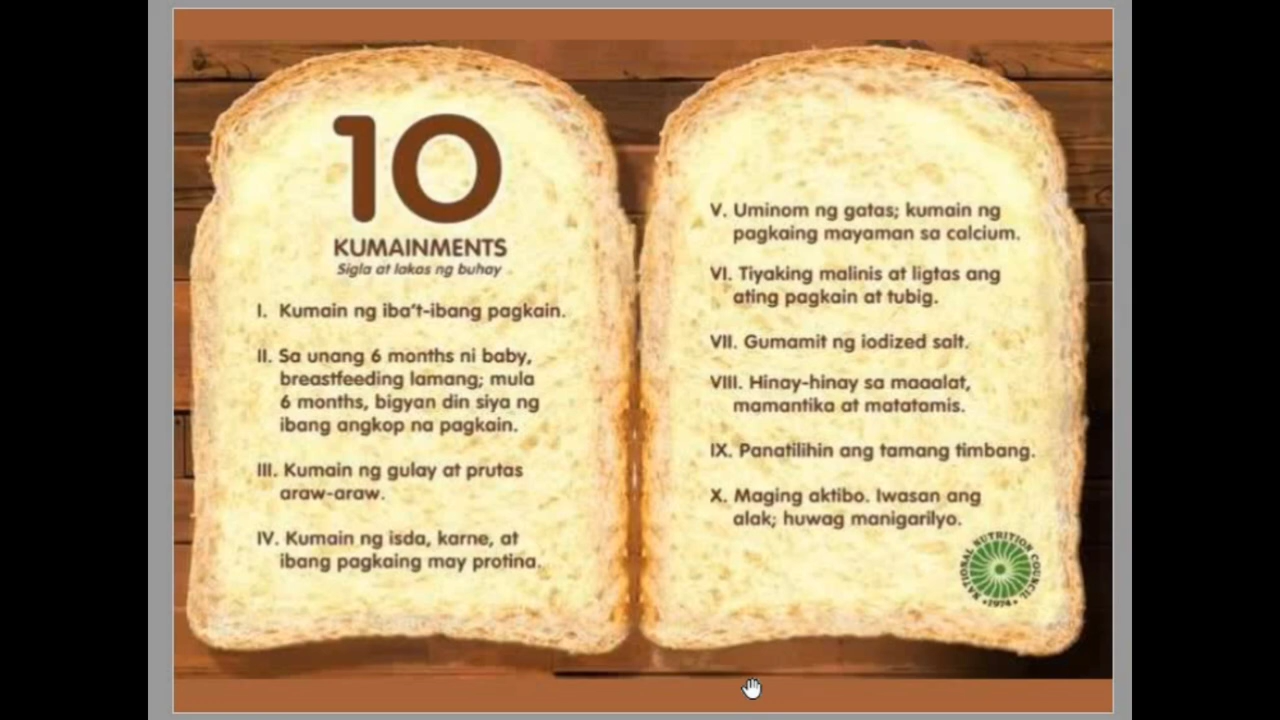 10
KUMAINMENTS
Sigla at lakas ng buhay
I. Kumain ng iba't-ibang pagkain.
II. Sa unang 6 months ni baby,
breastfeeding lamang; mula
6 months, bigyan din siya ng
ibang angkop na pagkain.
III. Kumain ng gulay at prutas
araw-araw.
IV. Kumain ng isda, karne, at
ibang pagkaing may protina.
V. Uminom ng gatas; kumain ng
pagkaing mayaman sa calcium.
VI. Tiyaking malinis at ligtas ang
ating pagkain at tubig.
VII. Gumamit ng iodized salt.
VIII. Hinay-hinay sa maaalat,
mamantika at matatamis.
IX. Panatilihin ang tamang timbang.
X. Maging aktibo. Iwasan ang
alak; huwag manigarilyo.
NATIONAL NUTRITION COUNCIL
• 1974 •